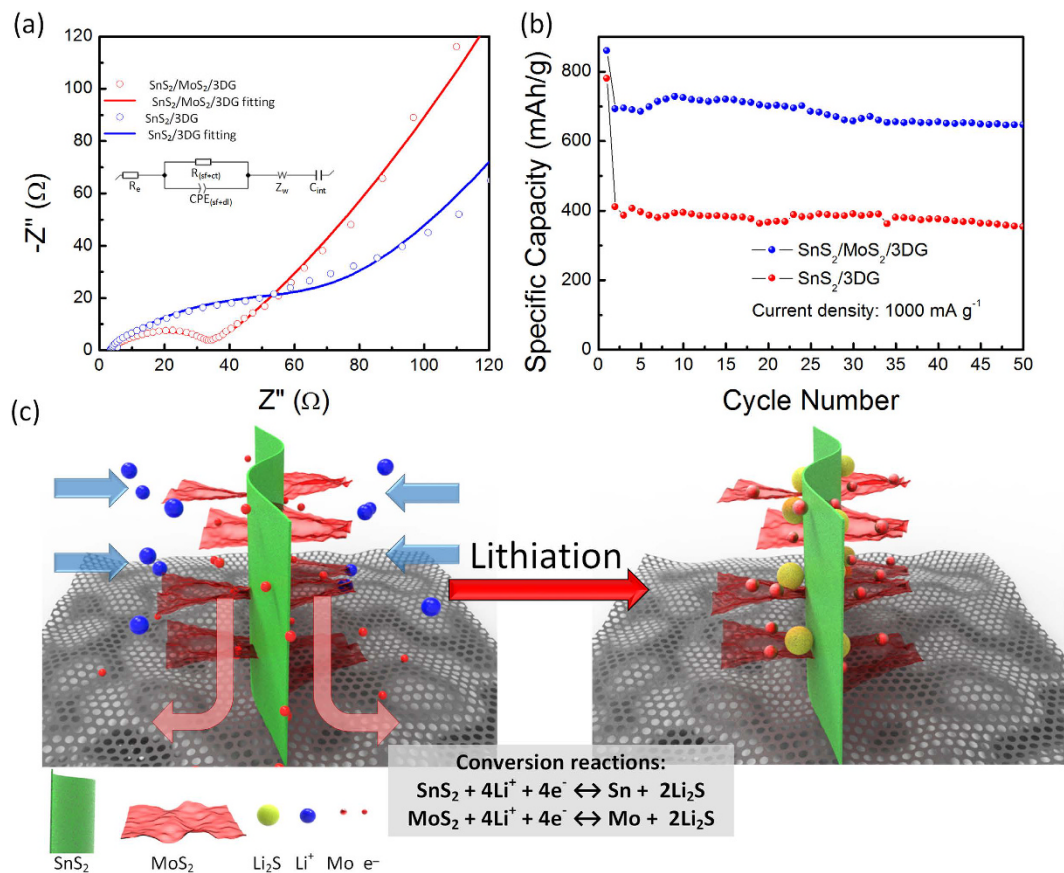 (a)
120
100
80
60
40
20
0
-Z" (Ω)
SnS₂/MoS₂/3DG
SnS₂/MoS₂/3DG fitting
SnS₂/3DG
SnS₂/3DG fitting
Rₑ
R(sf+ct)
CPE(sf+dl)
W
Z_w
C_int
0 20 40 60 80 100 120
Z" (Ω)
(b)
800
600
400
200
0
Specific Capacity (mAh/g)
SnS₂/MoS₂/3DG
SnS₂/3DG
Current density: 1000 mA g⁻¹
0 5 10 15 20 25 30 35 40 45 50
Cycle Number
(c)
Lithiation
Conversion reactions:
SnS₂ + 4Li⁺ + 4e⁻ ↔ Sn + 2Li₂S
MoS₂ + 4Li⁺ + 4e⁻ ↔ Mo + 2Li₂S
SnS₂ MoS₂ Li₂S Li⁺ Mo e⁻